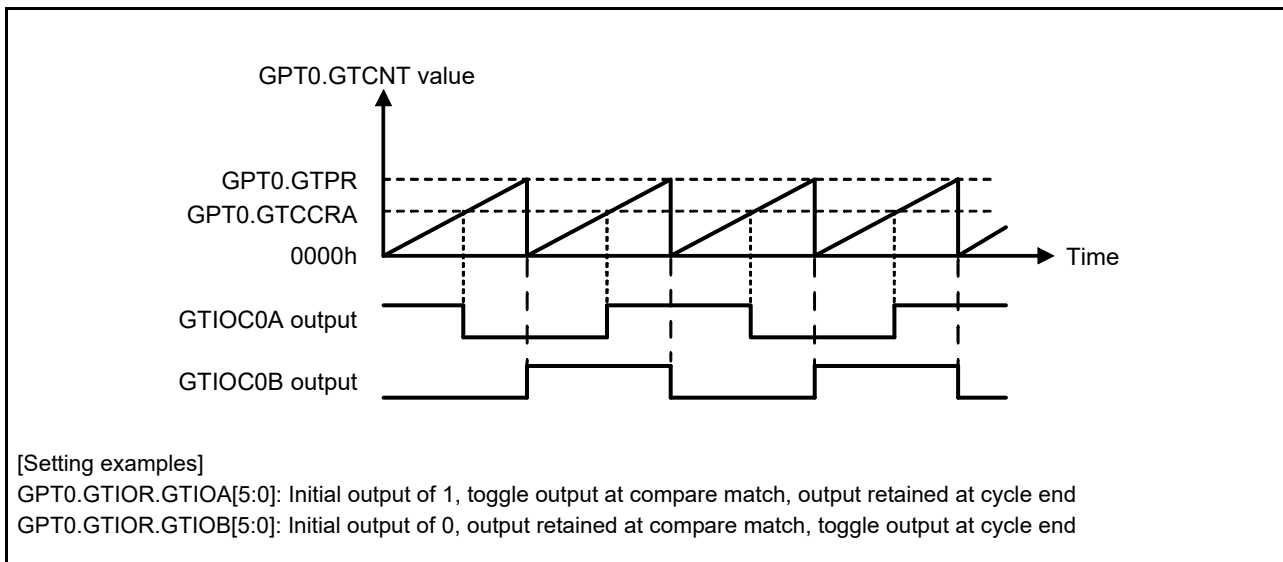 GPT0.GTCNT value
GPT0.GTPR
GPT0.GTCCRA
0000h
Time
GTIOC0A output
GTIOC0B output
[Setting examples]
GPT0.GTIOR.GTIOA[5:0]: Initial output of 1, toggle output at compare match, output retained at cycle end
GPT0.GTIOR.GTIOB[5:0]: Initial output of 0, output retained at compare match, toggle output at cycle end